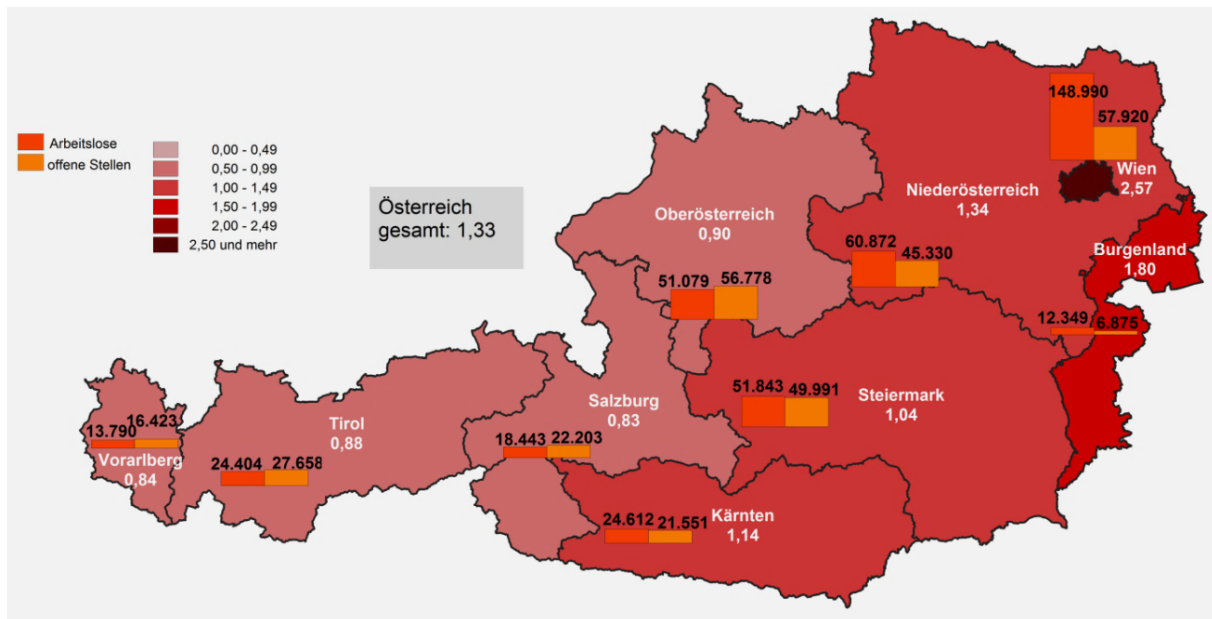 Arbeitslose
offene Stellen
0,00 - 0,49
0,50 - 0,99
1,00 - 1,49
1,50 - 1,99
2,00 - 2,49
2,50 und mehr
Österreich
gesamt: 1,33
148.990
57.920
Wien
2,57
Niederösterreich
1,34
60.872
45.330
Oberösterreich
0,90
51.079
56.778
Burgenland
1,80
12.349
6.875
Steiermark
1,04
51.843
49.991
Salzburg
0,83
18.443
22.203
Tirol
0,88
24.404
27.658
16.423
13.790
Vorarlberg
0,84
Kärnten
1,14
24.612
21.551